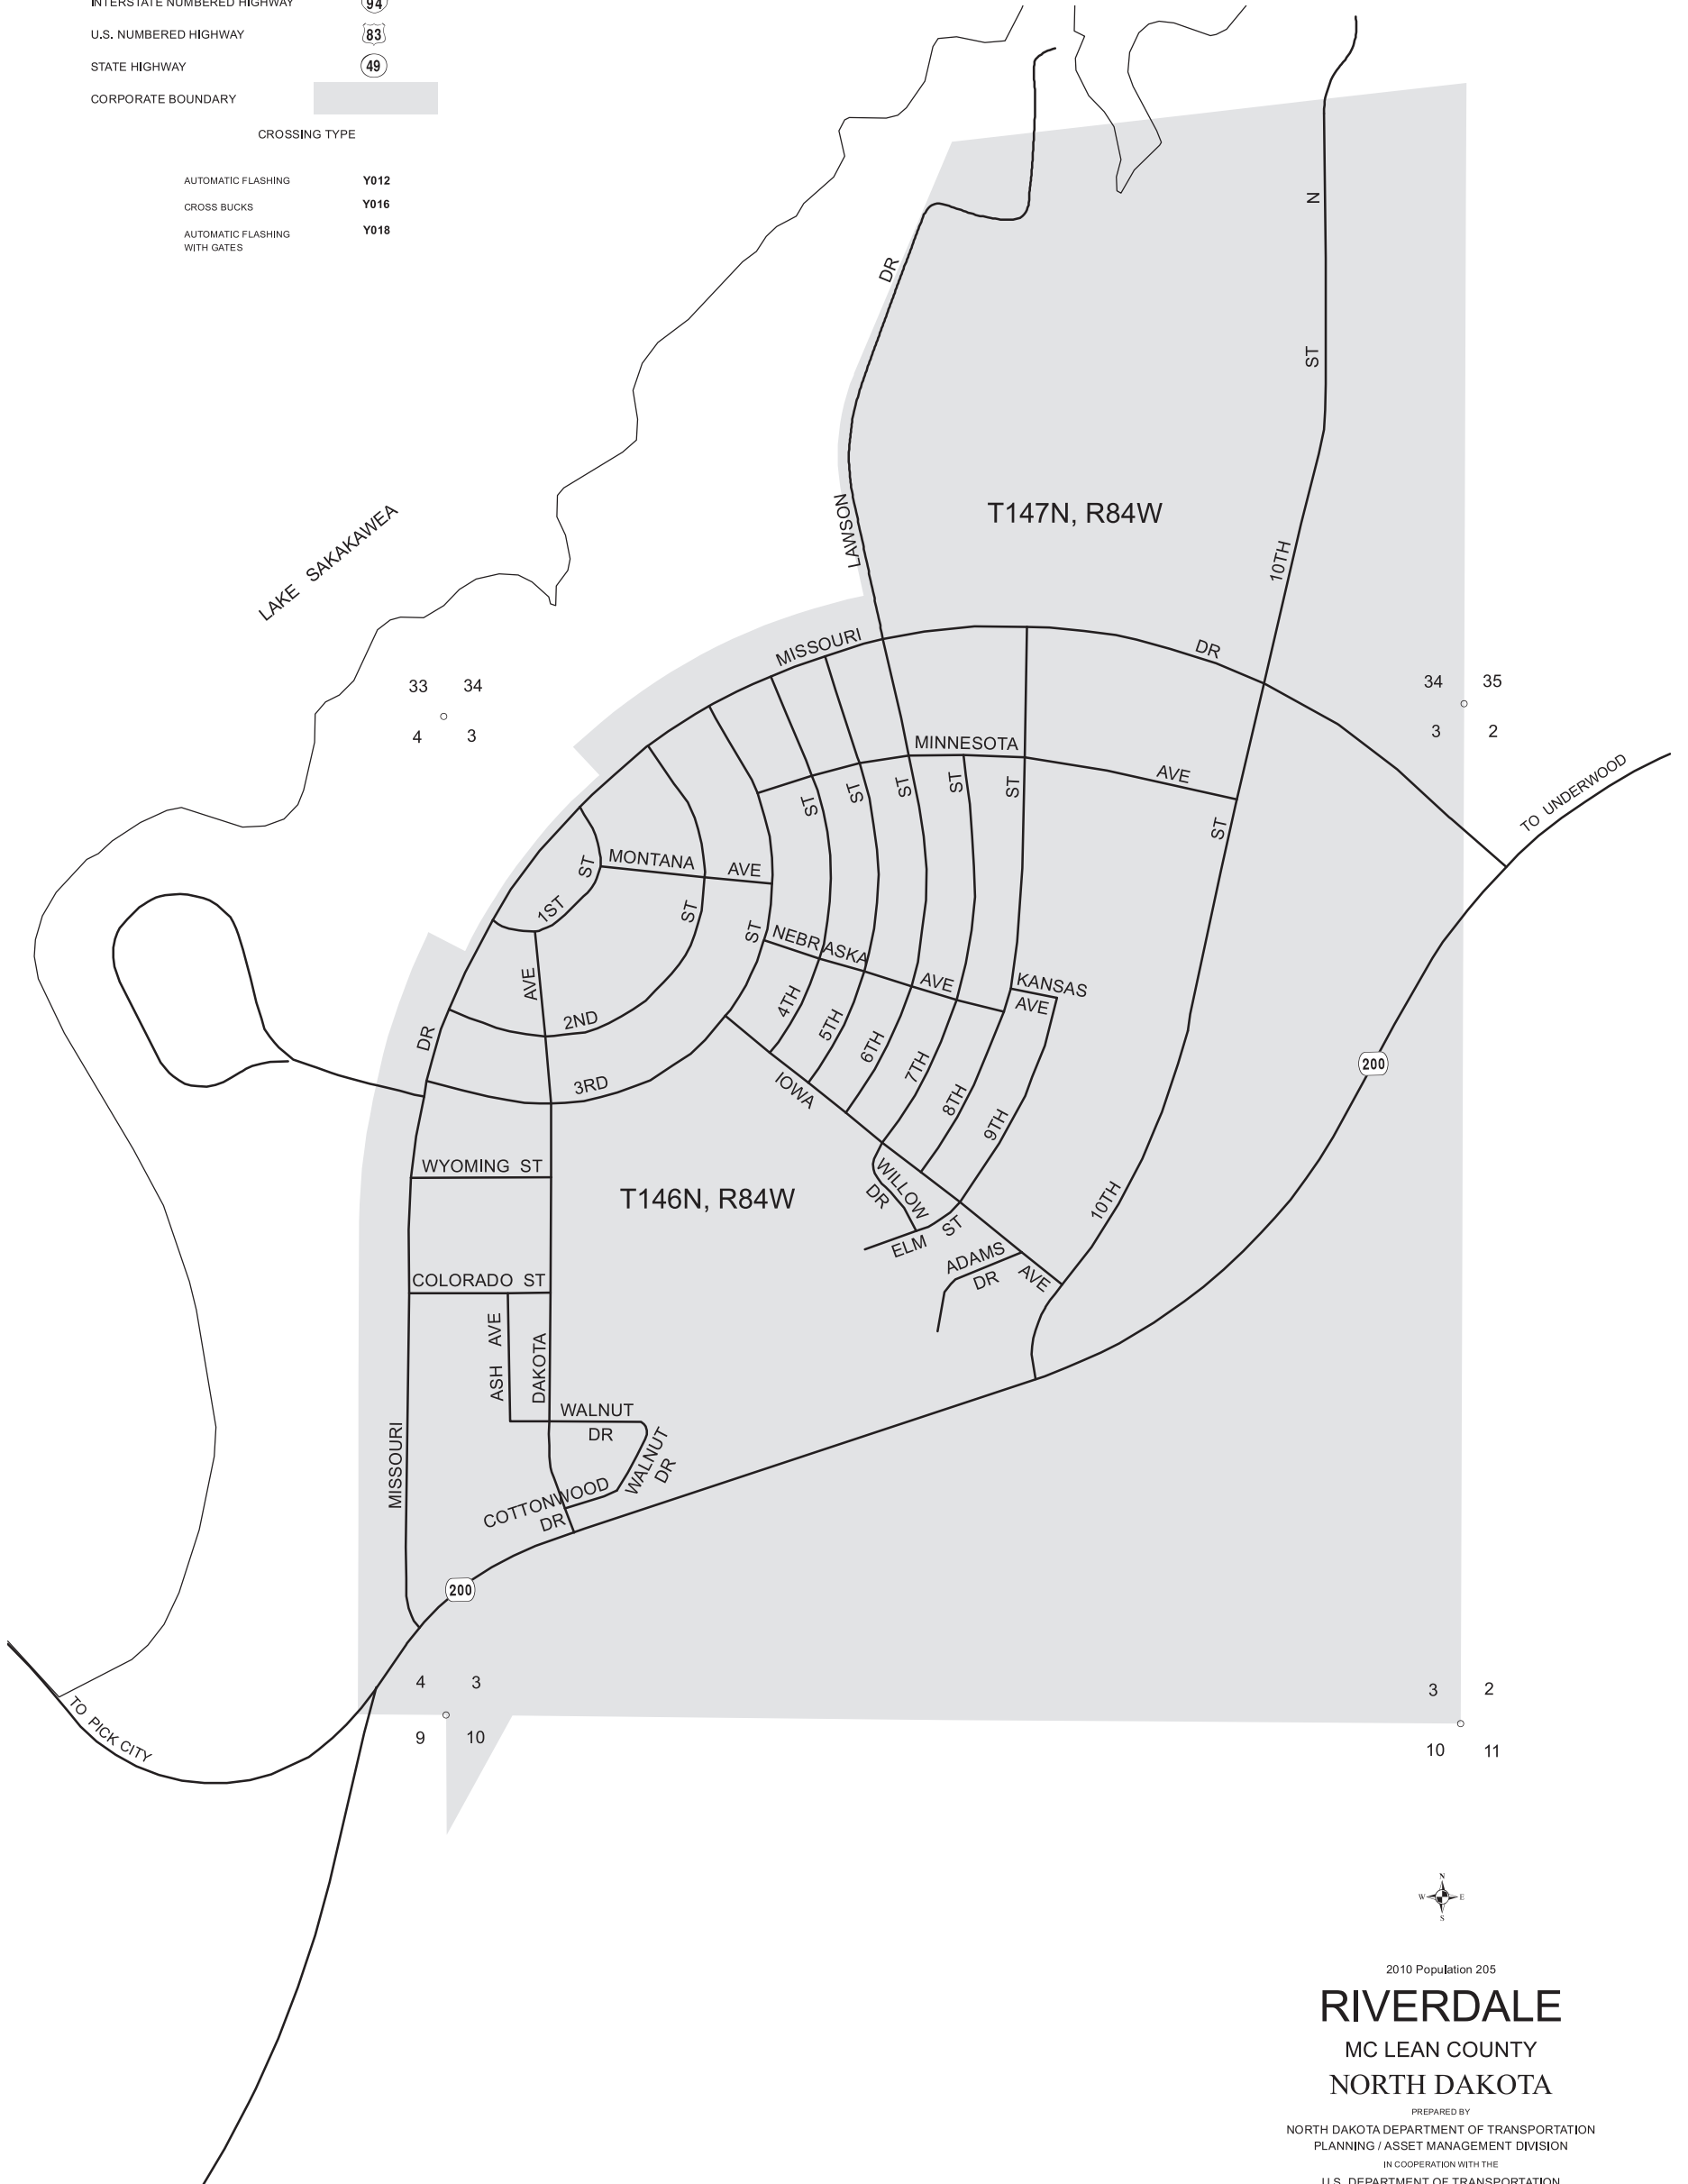 INTERSTATE NUMBERED HIGHWAY 94
U.S. NUMBERED HIGHWAY 83
STATE HIGHWAY 49
CORPORATE BOUNDARY
CROSSING TYPE
AUTOMATIC FLASHING Y012
CROSS BUCKS Y016
AUTOMATIC FLASHING Y018
WITH GATES
N
DR
ST
LAWSON
T147N, R84W
10TH
LAKE SAKAKAWEA
MISSOURI
DR
33 34
4 3
34 35
3 2
MINNESOTA
AVE
ST
ST
ST
ST
ST
ST
TO UNDERWOOD
MONTANA AVE
ST
1ST
ST
ST
NEBRASKA
AVE
KANSAS
AVE
AVE
4TH
5TH
6TH
7TH
8TH
9TH
2ND
DR
3RD
IOWA
200
WYOMING ST
T146N, R84W
WILLOW
DR
ST
ELM
10TH
ADAMS
DR
AVE
COLORADO ST
ASH AVE
DAKOTA
WALNUT
DR
WALNUT
DR
MISSOURI
COTTONWOOD
DR
200
4 3
9 10
3 2
10 11
TO PICK CITY
N
W E
S
2010 Population 205
RIVERDALE
MC LEAN COUNTY
NORTH DAKOTA
PREPARED BY
NORTH DAKOTA DEPARTMENT OF TRANSPORTATION
PLANNING / ASSET MANAGEMENT DIVISION
IN COOPERATION WITH THE
U.S. DEPARTMENT OF TRANSPORTATION